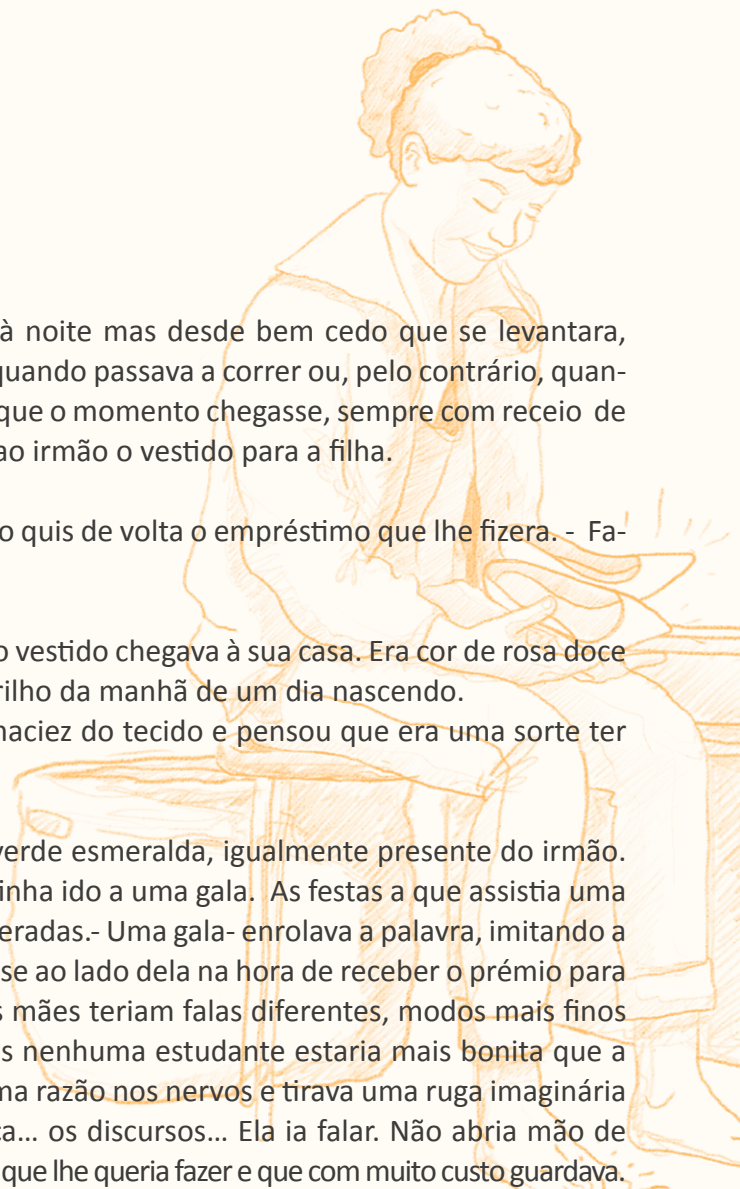 à noite mas desde bem cedo que se levantara,
quando passava a correr ou, pelo contrário, quan-
que o momento chegasse, sempre com receio de
ao irmão o vestido para a filha.
o quis de volta o empréstimo que lhe fizera. - Fa-
o vestido chegava à sua casa. Era cor de rosa doce
rilho da manhã de um dia nascendo.
naciez do tecido e pensou que era uma sorte ter
verde esmeralda, igualmente presente do irmão.
inha ido a uma gala. As festas a que assistia uma
eradas.- Uma gala- enrolava a palavra, imitando a
se ao lado dela na hora de receber o prémio para
s mães teriam falas diferentes, modos mais finos
s nenhuma estudante estaria mais bonita que a
ma razão nos nervos e tirava uma ruga imaginária
ça... os discursos... Ela ia falar. Não abria mão de
que lhe queria fazer e que com muito custo guardava.